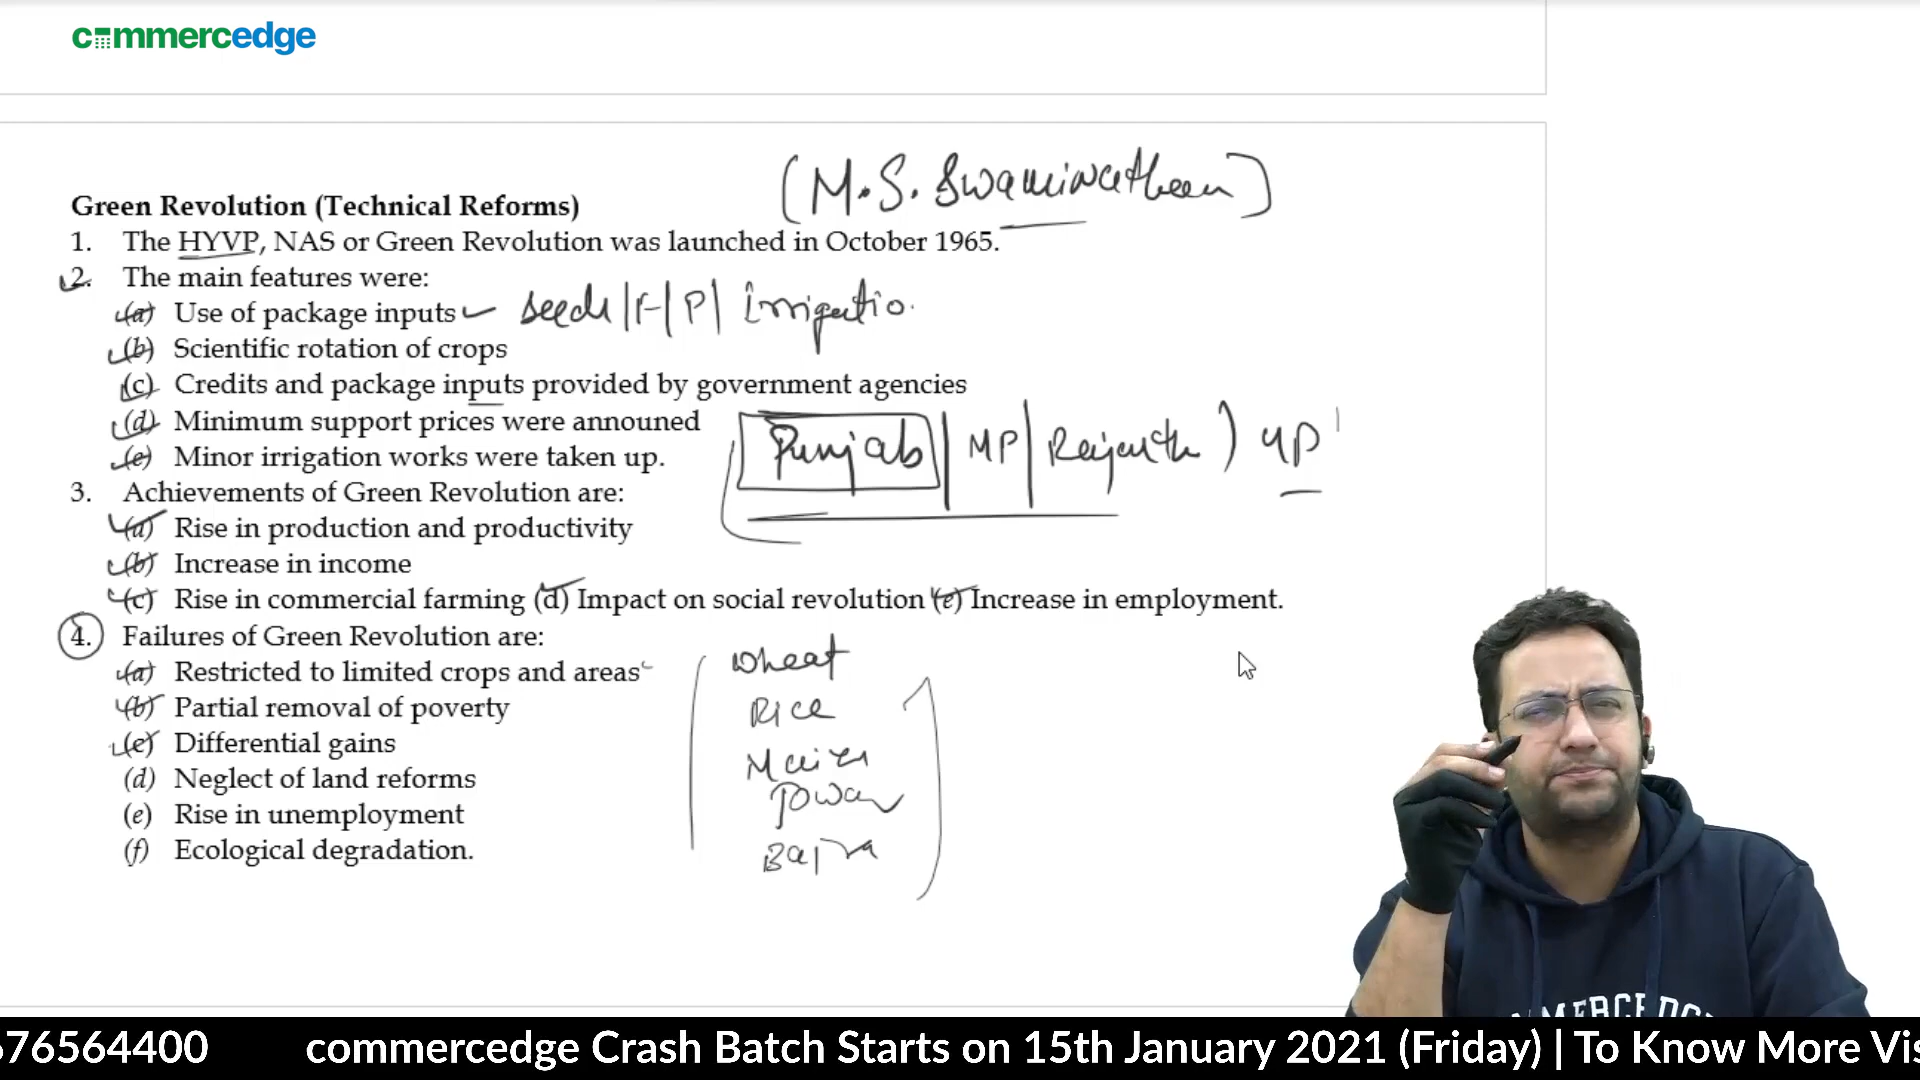 commercedge
(M.S. Swaminathan)
Green Revolution (Technical Reforms)
1. The HYVP, NAS or Green Revolution was launched in October 1965.
2. The main features were:
(a) Use of package inputs seeds|F|P| irrigatio.
(b) Scientific rotation of crops
(c) Credits and package inputs provided by government agencies
(d) Minimum support prices were announed
Punjab | MP | Rajasth ) UP
(e) Minor irrigation works were taken up.
3. Achievements of Green Revolution are:
(a) Rise in production and productivity
(b) Increase in income
(c) Rise in commercial farming (d) Impact on social revolution (e) Increase in employment.
4. Failures of Green Revolution are:
(a) Restricted to limited crops and areas
(b) Partial removal of poverty
(c) Differential gains
(d) Neglect of land reforms
(e) Rise in unemployment
(f) Ecological degradation.
wheat
Rice
Maize
Jowar
Bajra
676564400 commercedge Crash Batch Starts on 15th January 2021 (Friday) | To Know More Vis